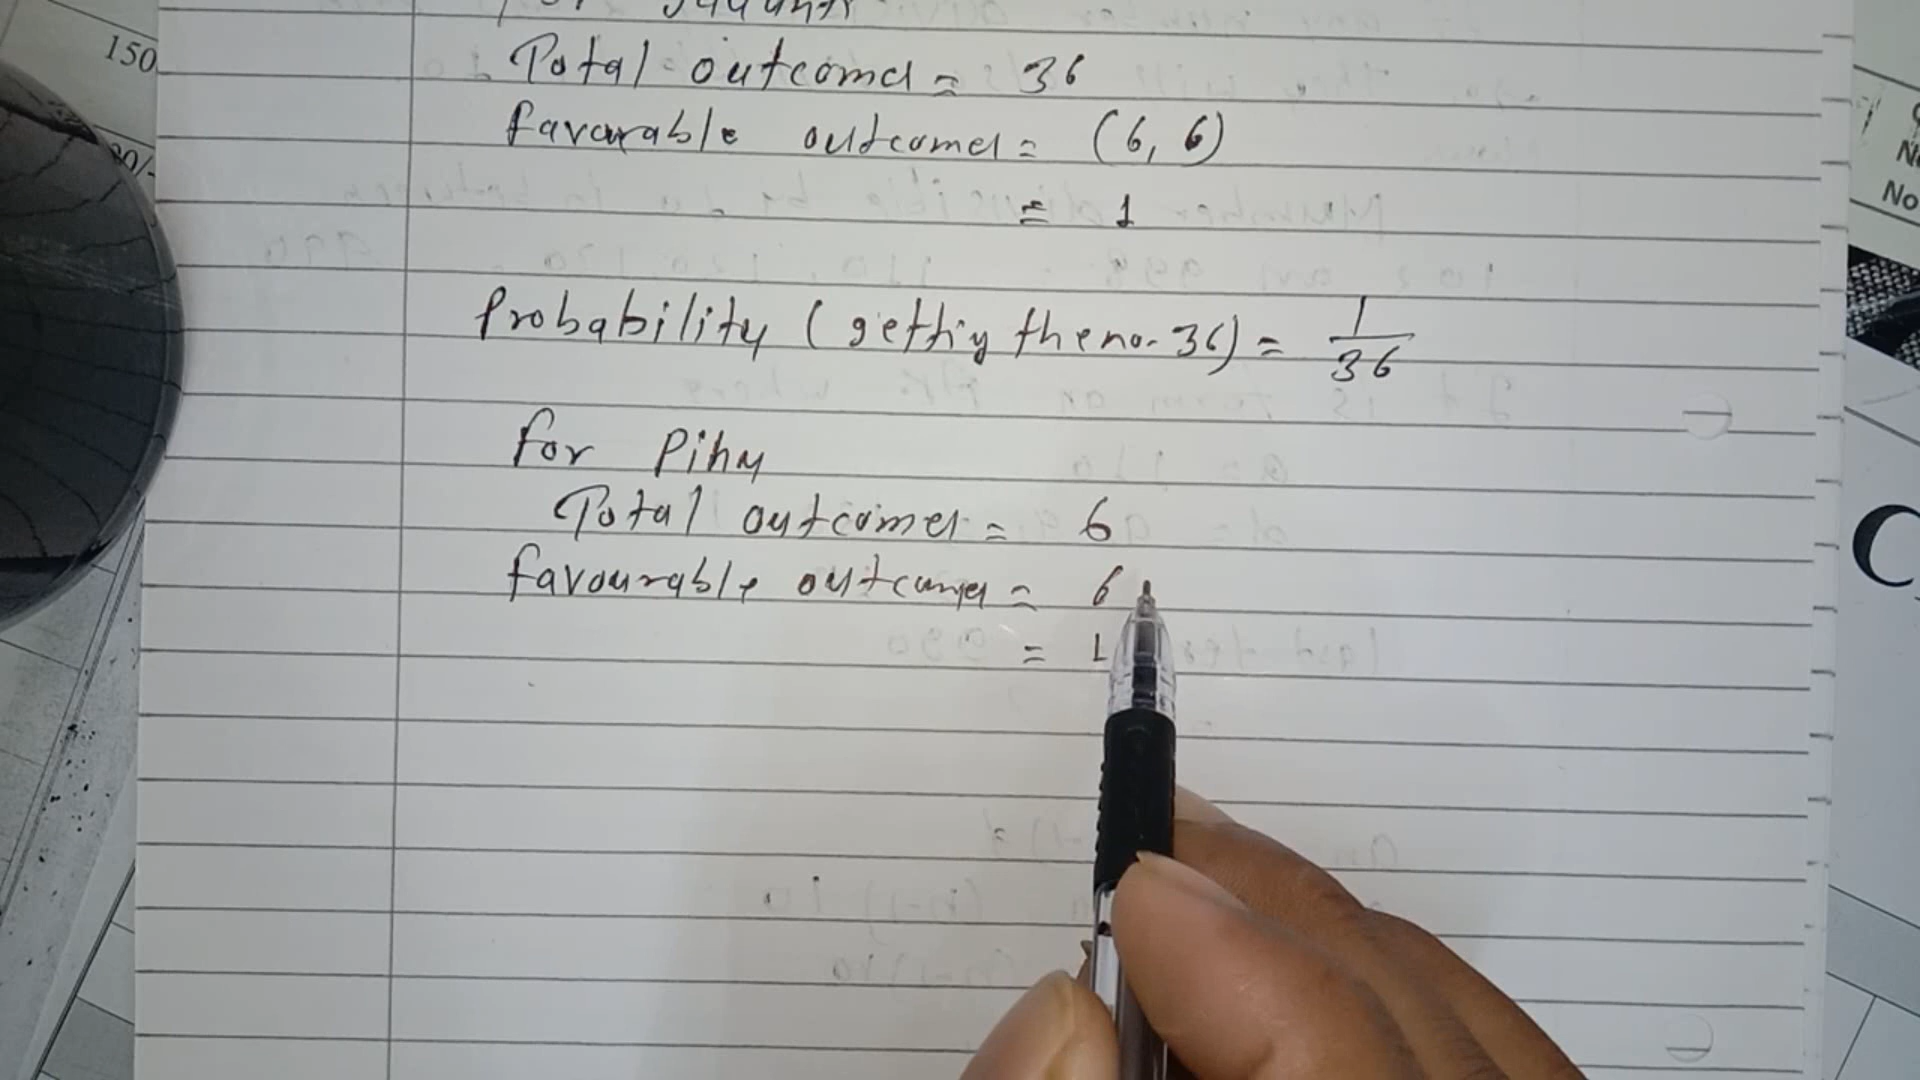 150
Total outcomes = 36
favourable outcomes = (6, 6)
= 1
Probability (getting the no. 36) = 1/36
for Pihu
Total outcomes = 6
favourable outcomes = 6
= 1
No
C